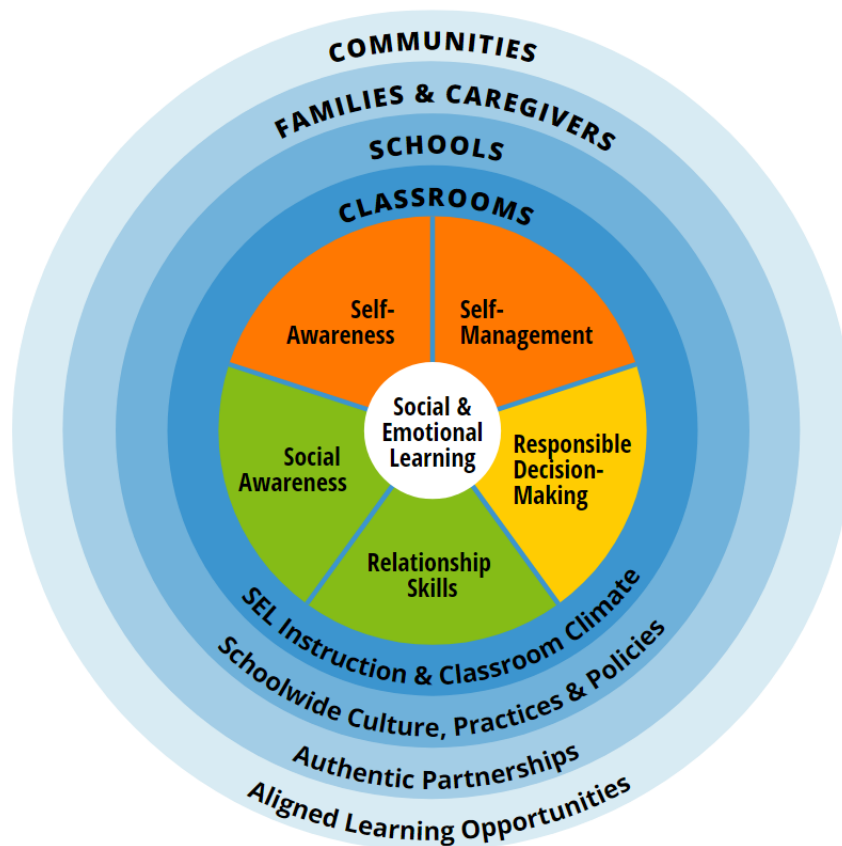 COMMUNITIES
FAMILIES & CAREGIVERS
SCHOOLS
CLASSROOMS
Self-
Awareness
Self-
Management
Social &
Emotional
Learning
Social
Awareness
Responsible
Decision-
Making
Relationship
Skills
SEL Instruction & Classroom Climate
Schoolwide Culture, Practices & Policies
Authentic Partnerships
Aligned Learning Opportunities